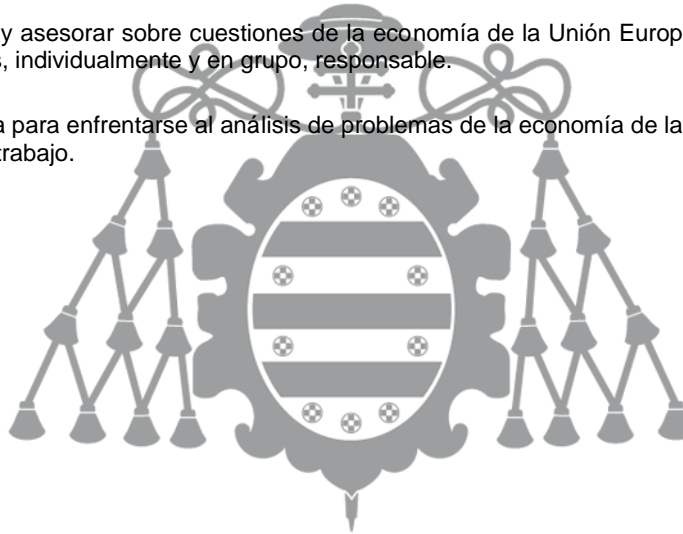 y asesorar sobre cuestiones de la economía de la Unión Europ
s, individualmente y en grupo, responsable.
a para enfrentarse al análisis de problemas de la economía de la
trabajo.